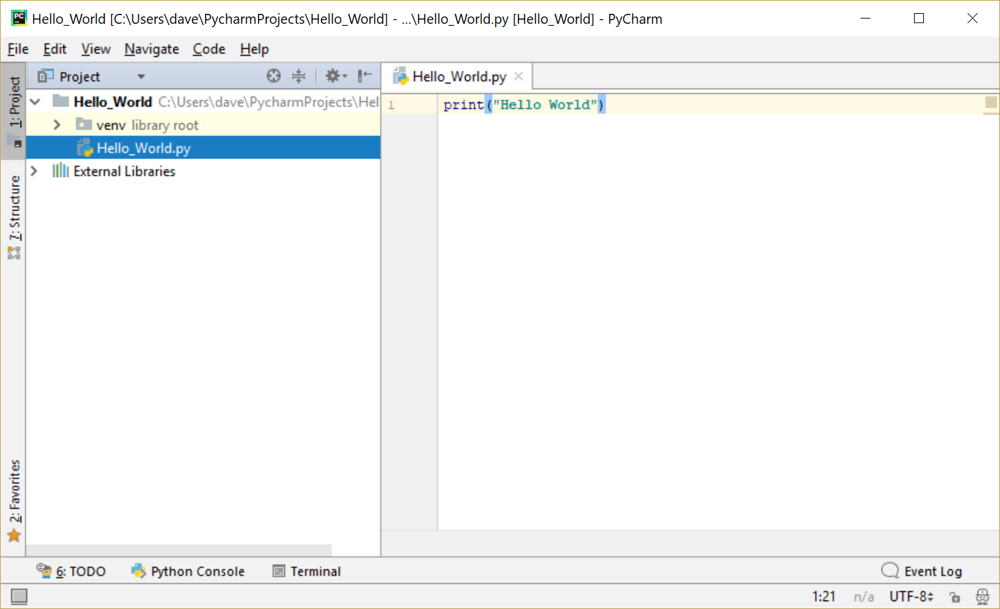 PC
Hello_World [C:\Users\dave\PycharmProjects\Hello_World] - ...\Hello_World.py [Hello_World] - PyCharm
File Edit View Navigate Code Help
1: Project
7: Structure
2: Favorites
Project
Hello_World C:\Users\dave\PycharmProjects\Hel
venv library root
Hello_World.py
External Libraries
Hello_World.py
1 print("Hello World")
6: TODO Python Console Terminal Event Log
1:21 n/a UTF-8